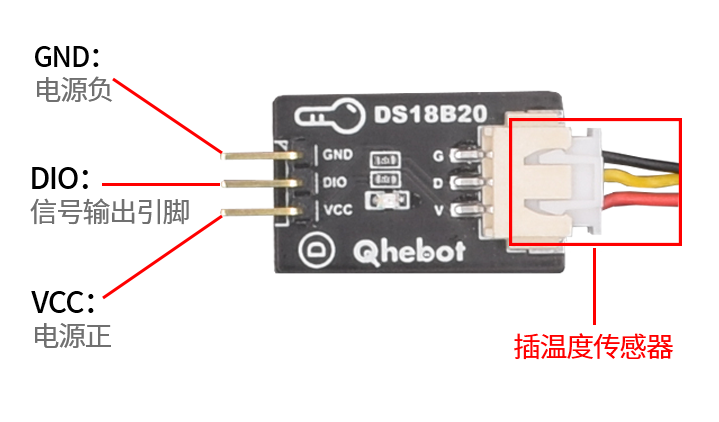 GND：
电源负
DIO：
信号输出引脚
VCC：
电源正
DS18B20
GND
DIO
VCC
G
D
V
D
Qhebot
插温度传感器